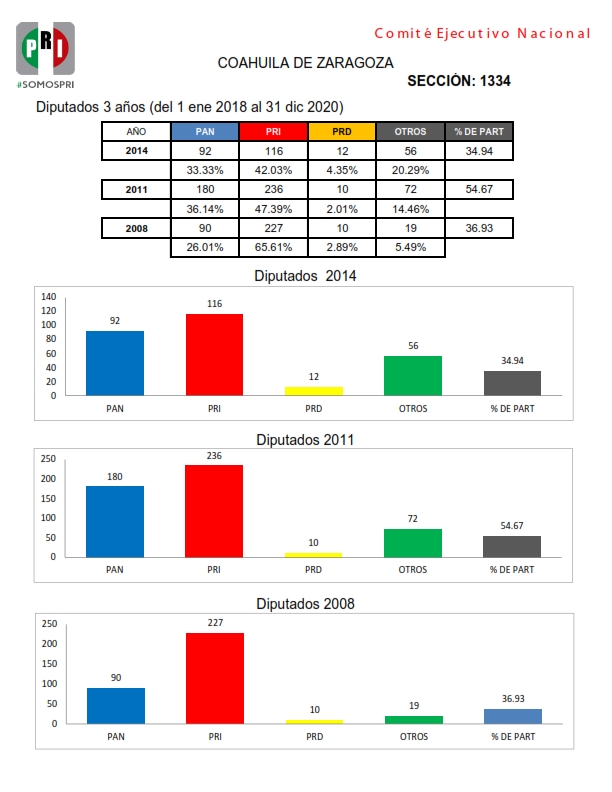 Comité Ejecutivo Nacional
PRI
#SOMOSPRI
COAHUILA DE ZARAGOZA
SECCIÓN: 1334
Diputados 3 años (del 1 ene 2018 al 31 dic 2020)
AÑO PAN PRI PRD OTROS % DE PART
2014 92 116 12 56 34.94
33.33% 42.03% 4.35% 20.29%
2011 180 236 10 72 54.67
36.14% 47.39% 2.01% 14.46%
2008 90 227 10 19 36.93
26.01% 65.61% 2.89% 5.49%
Diputados 2014
140
120
100
80
60
40
20
0
92 116 12 56 34.94
PAN PRI PRD OTROS % DE PART
Diputados 2011
250
200
150
100
50
0
180 236 10 72 54.67
PAN PRI PRD OTROS % DE PART
Diputados 2008
250
200
150
100
50
0
90 227 10 19 36.93
PAN PRI PRD OTROS % DE PART